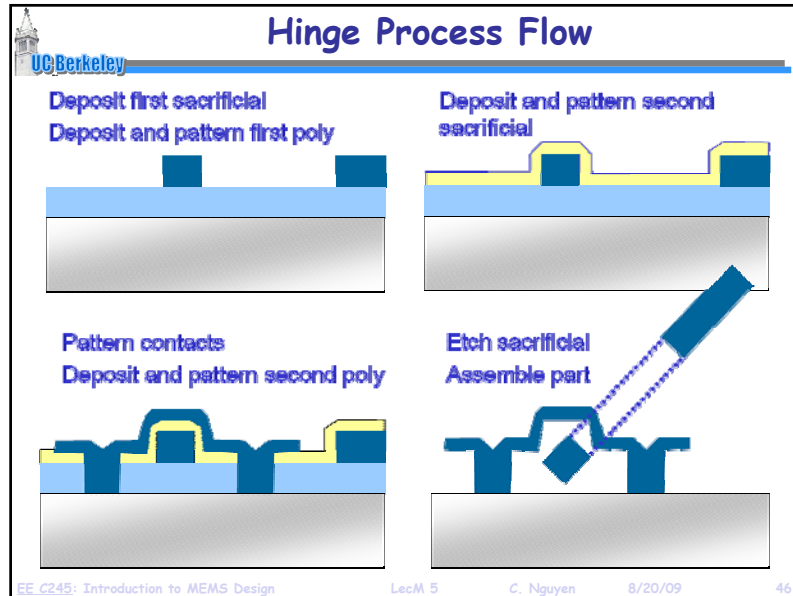 Hinge Process Flow
UC Berkeley
Deposit first sacrificial
Deposit and pattern first poly
Deposit and pattern second
sacrificial
Pattern contacts
Deposit and pattern second poly
Etch sacrificial
Assemble part
EE C245: Introduction to MEMS Design LecM 5 C. Nguyen 8/20/09 46